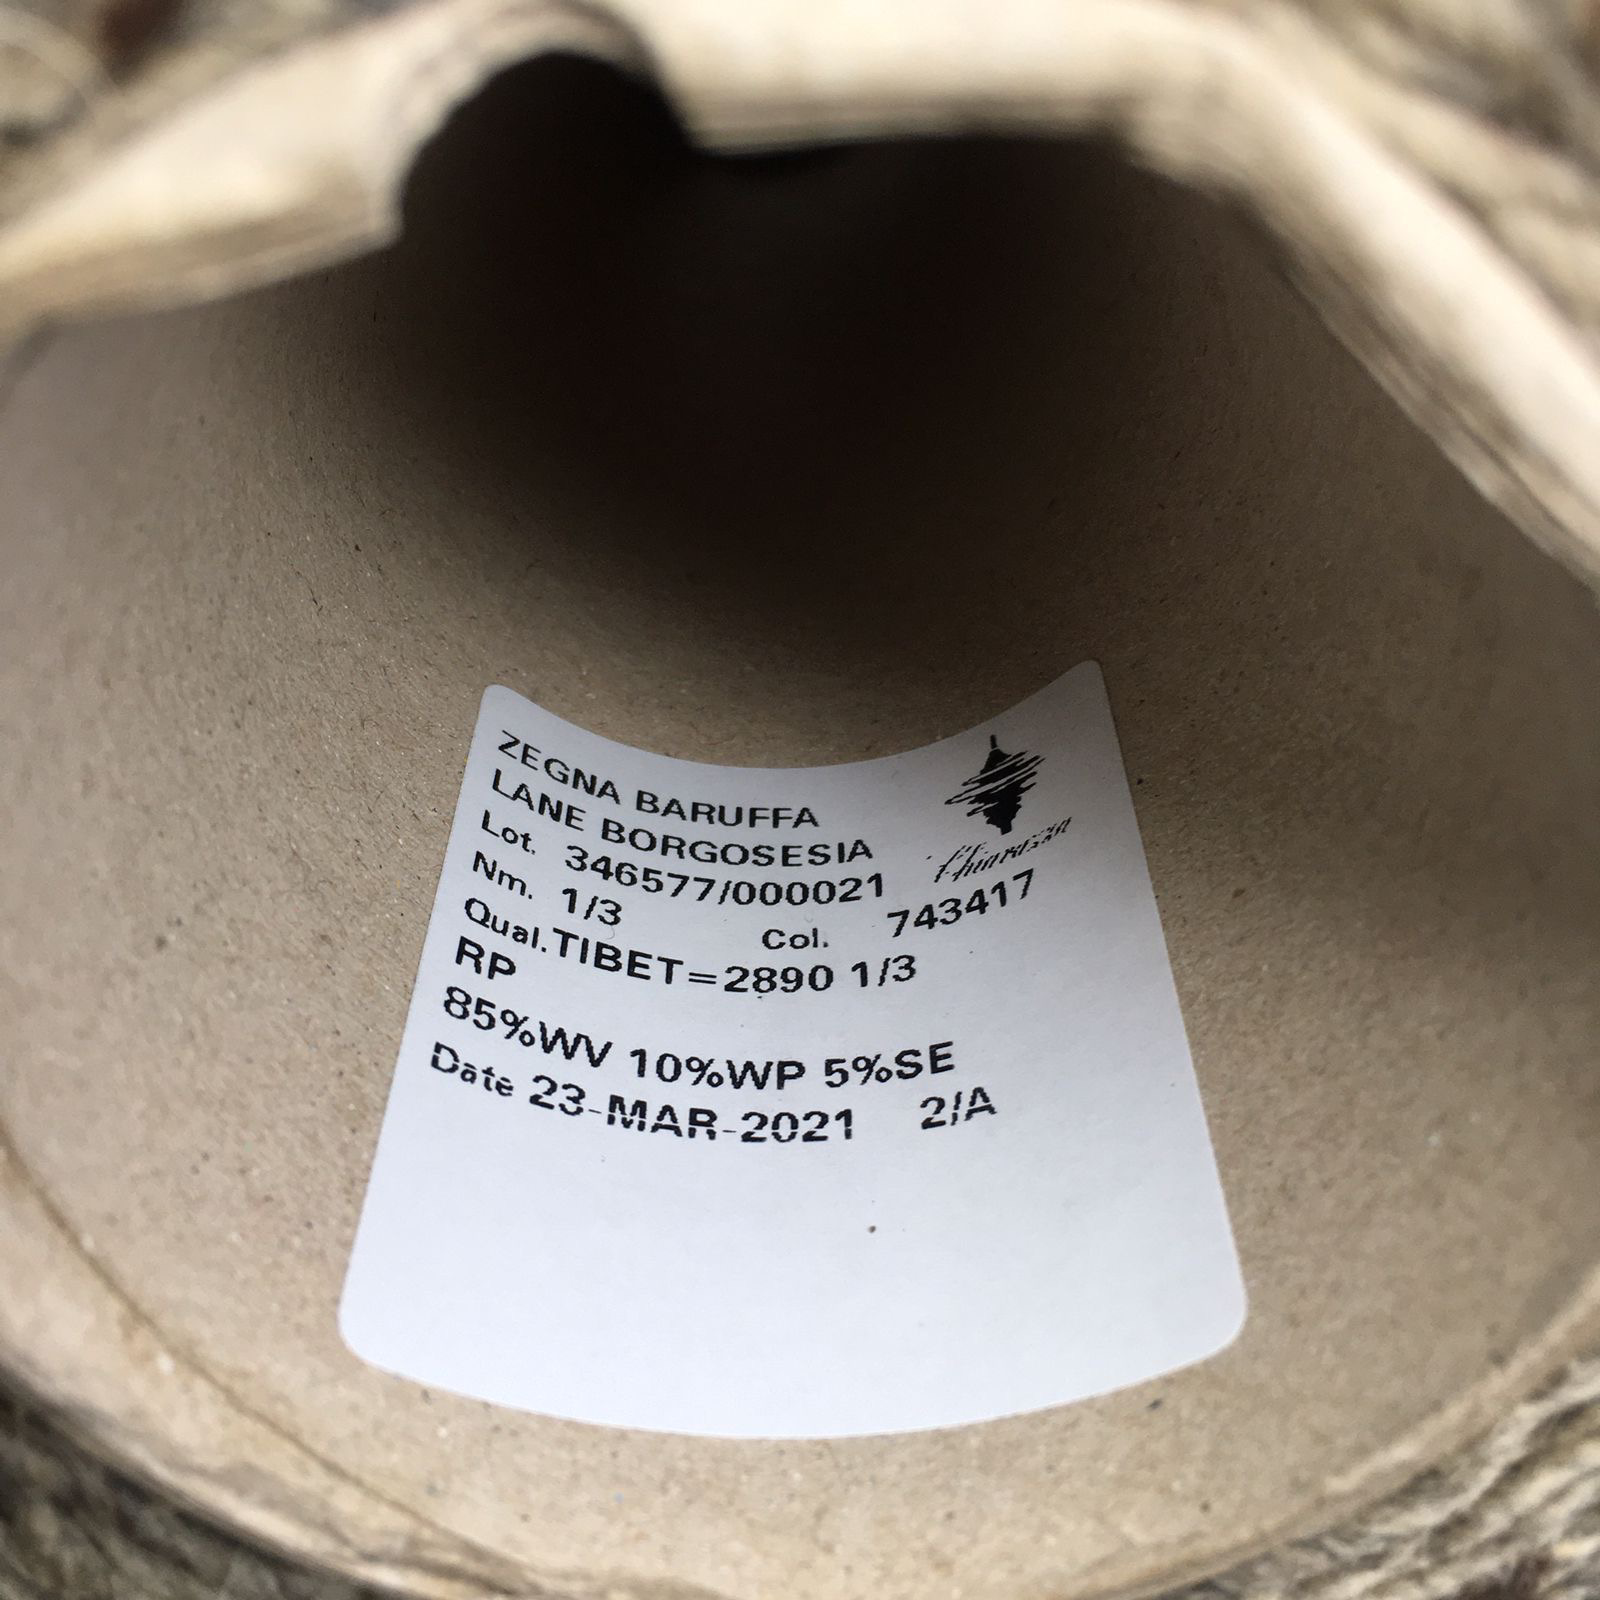 ZEGNA BARUFFA
LANE BORGOSESIA
Lot. 346577/000021
Nm. 1/3 Col. 743417
Qual. TIBET=2890 1/3
RP
85%WV 10%WP 5%SE
Date 23-MAR-2021 2/A